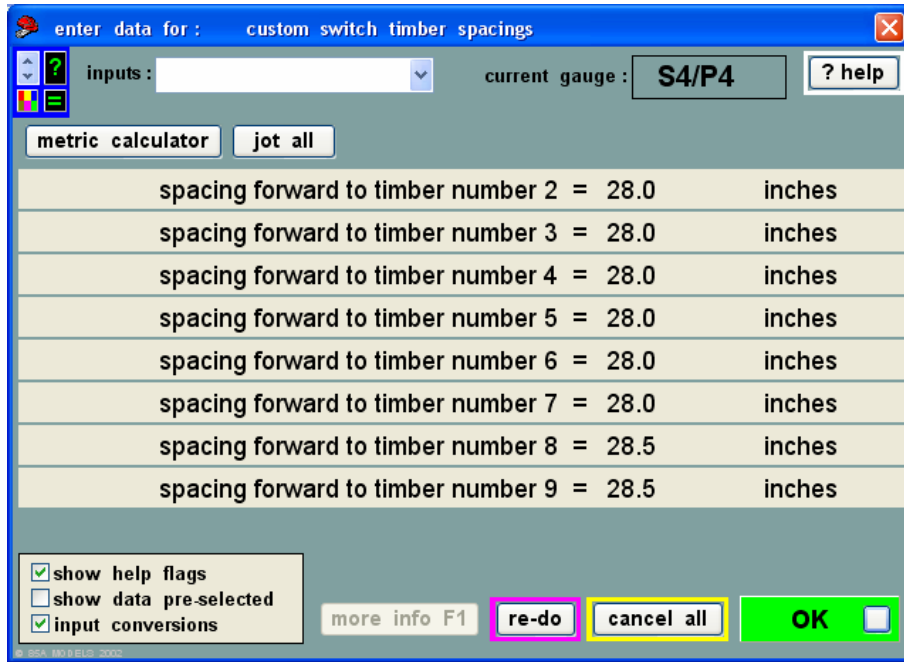 enter data for : custom switch timber spacings
inputs : current gauge : S4/P4 ? help
metric calculator jot all
spacing forward to timber number 2 = 28.0 inches
spacing forward to timber number 3 = 28.0 inches
spacing forward to timber number 4 = 28.0 inches
spacing forward to timber number 5 = 28.0 inches
spacing forward to timber number 6 = 28.0 inches
spacing forward to timber number 7 = 28.0 inches
spacing forward to timber number 8 = 28.5 inches
spacing forward to timber number 9 = 28.5 inches
show help flags
show data pre-selected
input conversions
more info F1 re-do cancel all OK
© 85A MODELS 2002